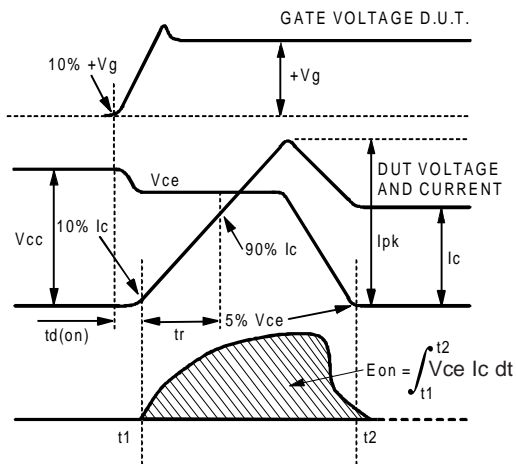 GATE VOLTAGE D.U.T.
10% +Vg
+Vg
Vce
DUT VOLTAGE
AND CURRENT
Vcc
10% Ic
90% Ic
Ipk
Ic
td(on)
tr
5% Vce
Eon = ∫ Vce Ic dt
t2
t1
t1
t2